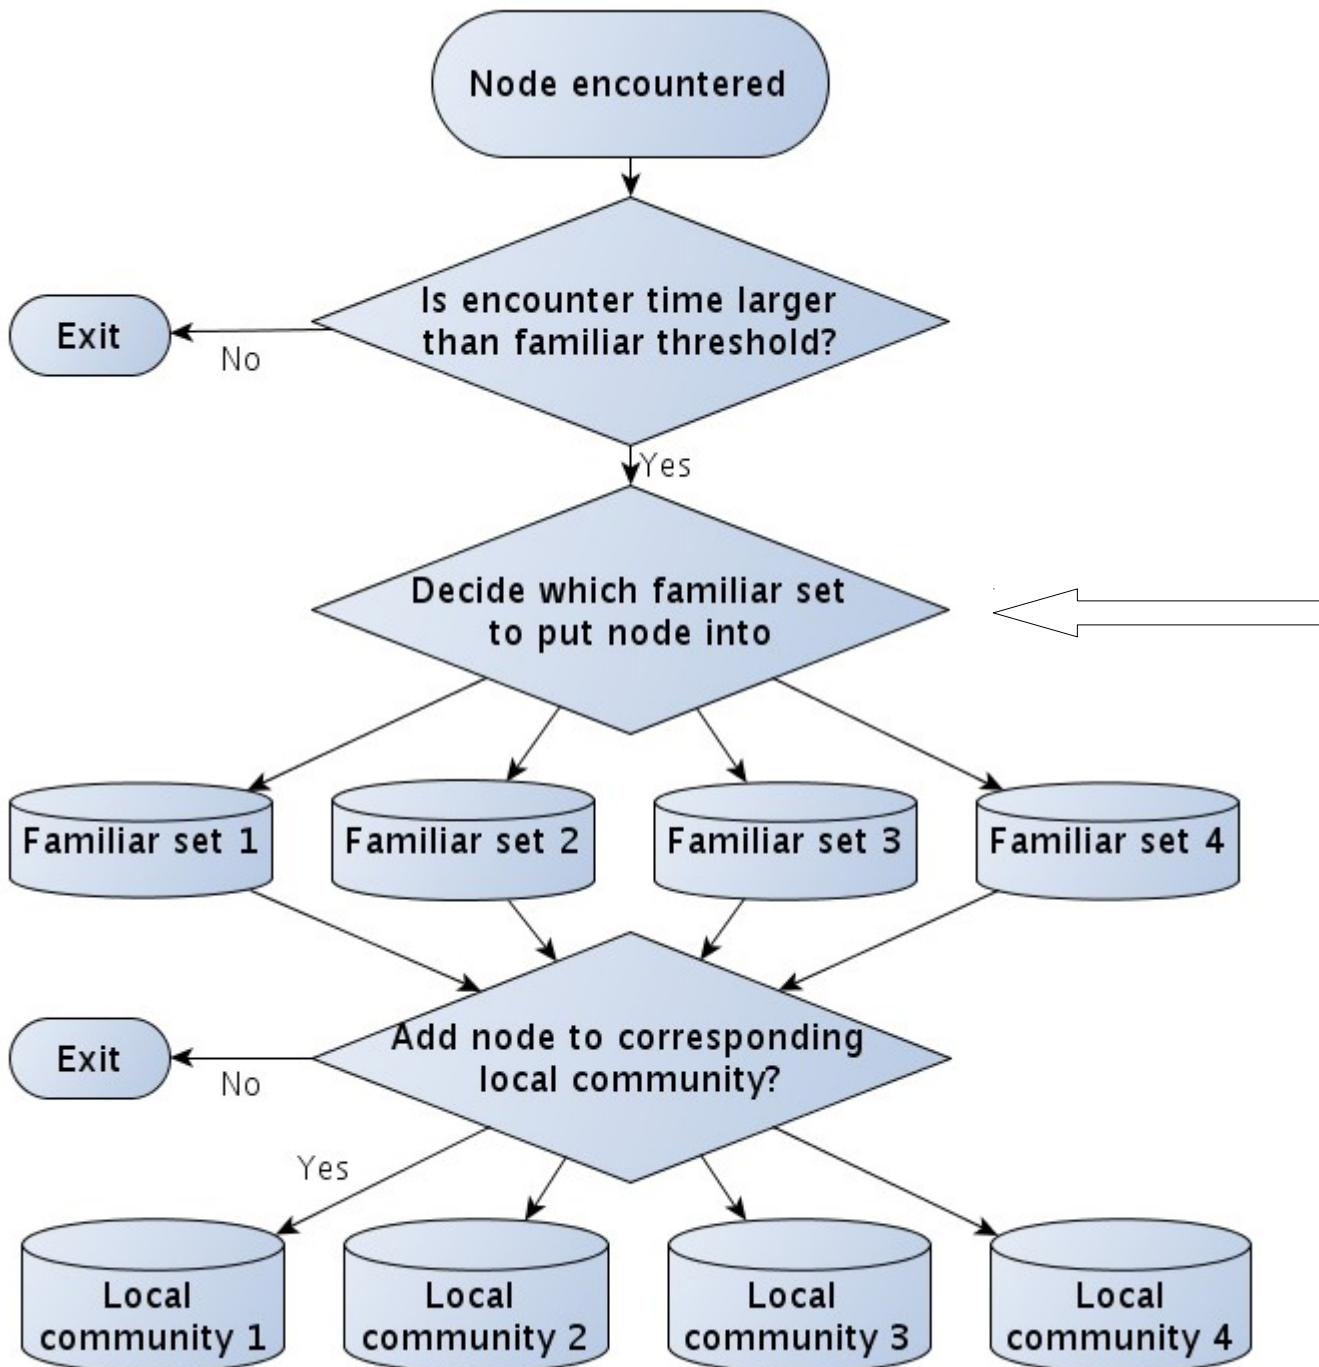 Node encountered
Is encounter time larger
than familiar threshold?
Exit
No
Yes
Decide which familiar set
to put node into
Familiar set 1
Familiar set 2
Familiar set 3
Familiar set 4
Add node to corresponding
local community?
Exit
No
Yes
Local
community 1
Local
community 2
Local
community 3
Local
community 4